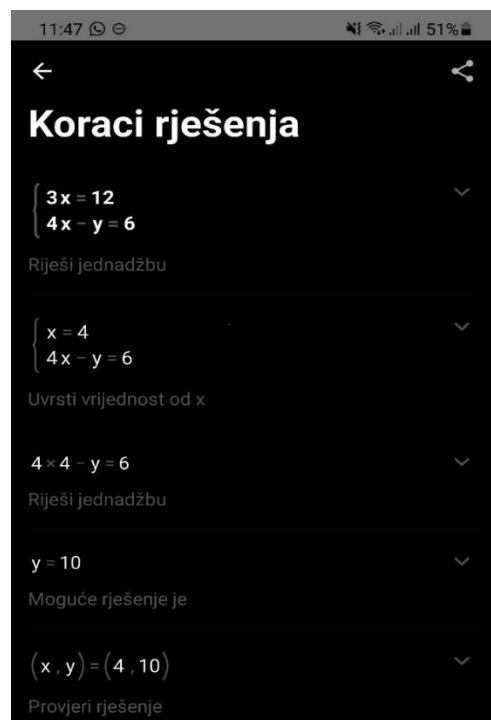 11:47 51%
Koraci rješenja
3x = 12
4x − y = 6
Riješi jednadžbu
x = 4
4x − y = 6
Uvrsti vrijednost od x
4 × 4 − y = 6
Riješi jednadžbu
y = 10
Moguće rješenje je
(x , y) = (4 , 10)
Provjeri rješenje